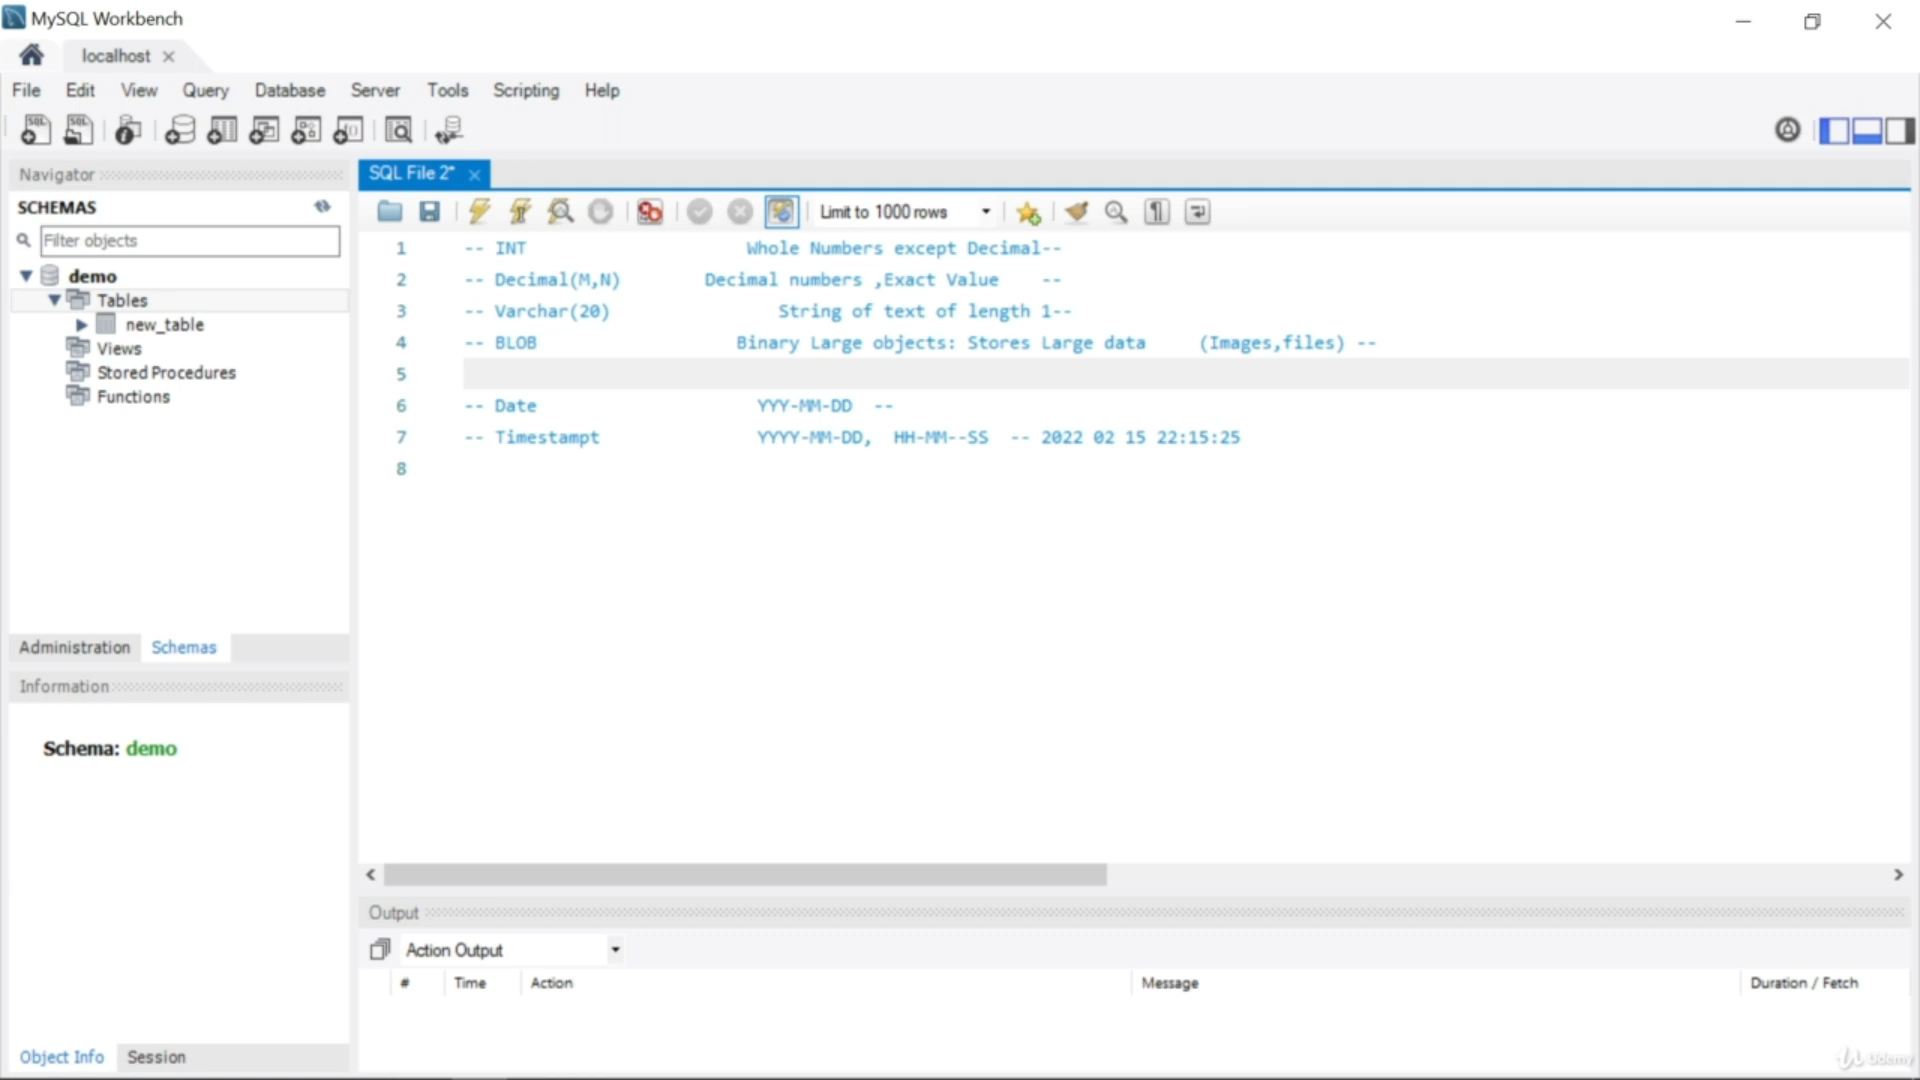 MySQL Workbench
localhost
File Edit View Query Database Server Tools Scripting Help
Navigator
SQL File 2*
SCHEMAS
Limit to 1000 rows
Filter objects
demo
Tables
new_table
Views
Stored Procedures
Functions
1 -- INT Whole Numbers except Decimal--
2 -- Decimal(M,N) Decimal numbers ,Exact Value --
3 -- Varchar(20) String of text of length 1--
4 -- BLOB Binary Large objects: Stores Large data (Images,files) --
5
6 -- Date YYY-MM-DD --
7 -- Timestampt YYYY-MM-DD, HH-MM--SS -- 2022 02 15 22:15:25
8
Administration Schemas
Information
Schema: demo
Output
Action Output
# Time Action Message Duration / Fetch
Object Info Session
Udemy